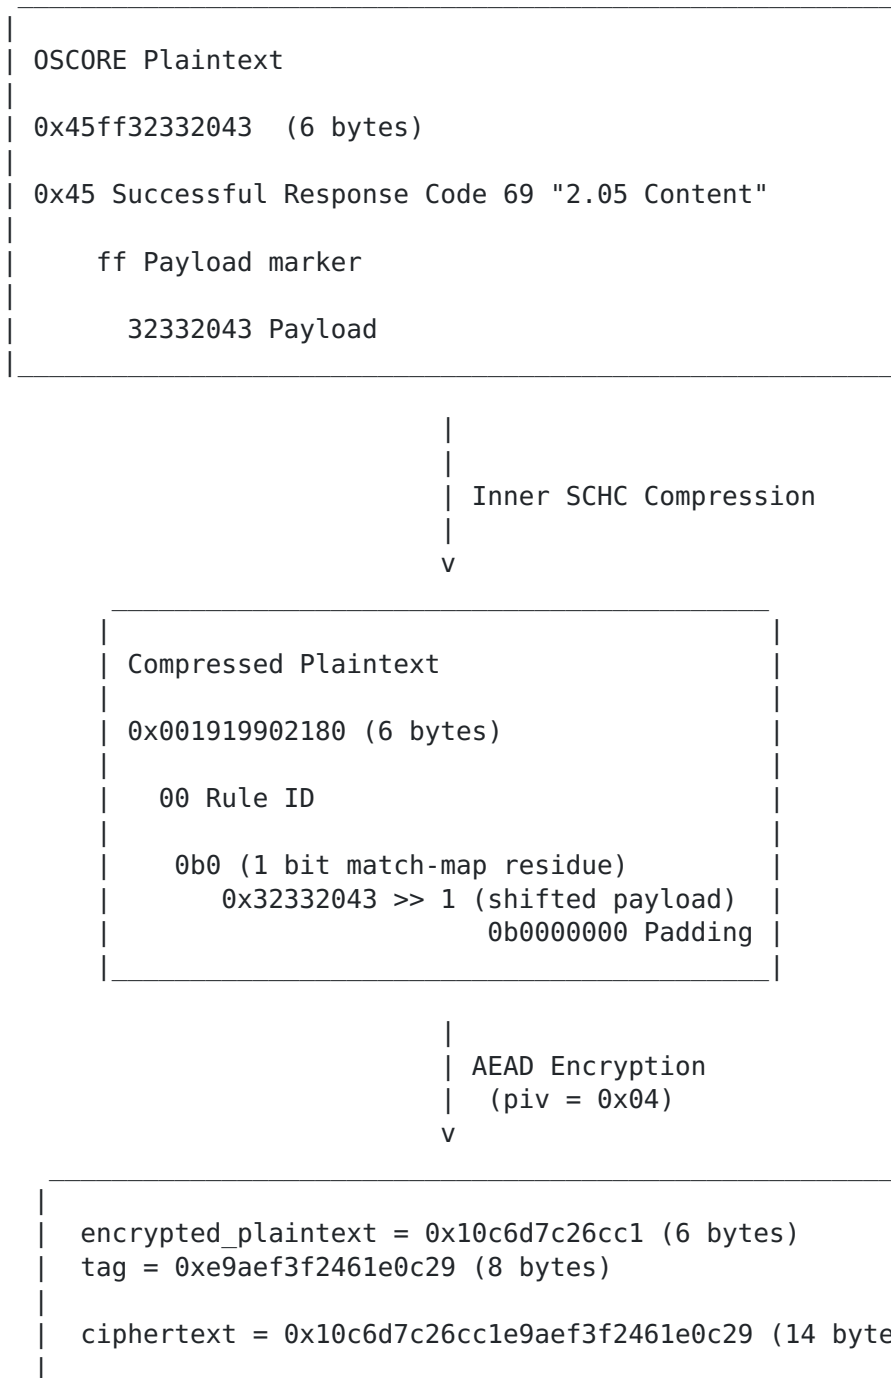 OSCORE Plaintext
0x45ff32332043 (6 bytes)
0x45 Successful Response Code 69 "2.05 Content"
ff Payload marker
32332043 Payload
Inner SCHC Compression
v
Compressed Plaintext
0x001919902180 (6 bytes)
00 Rule ID
0b0 (1 bit match-map residue)
0x32332043 >> 1 (shifted payload)
0b0000000 Padding
AEAD Encryption
(piv = 0x04)
v
encrypted_plaintext = 0x10c6d7c26cc1 (6 bytes)
tag = 0xe9aef3f2461e0c29 (8 bytes)
ciphertext = 0x10c6d7c26cc1e9aef3f2461e0c29 (14 byte